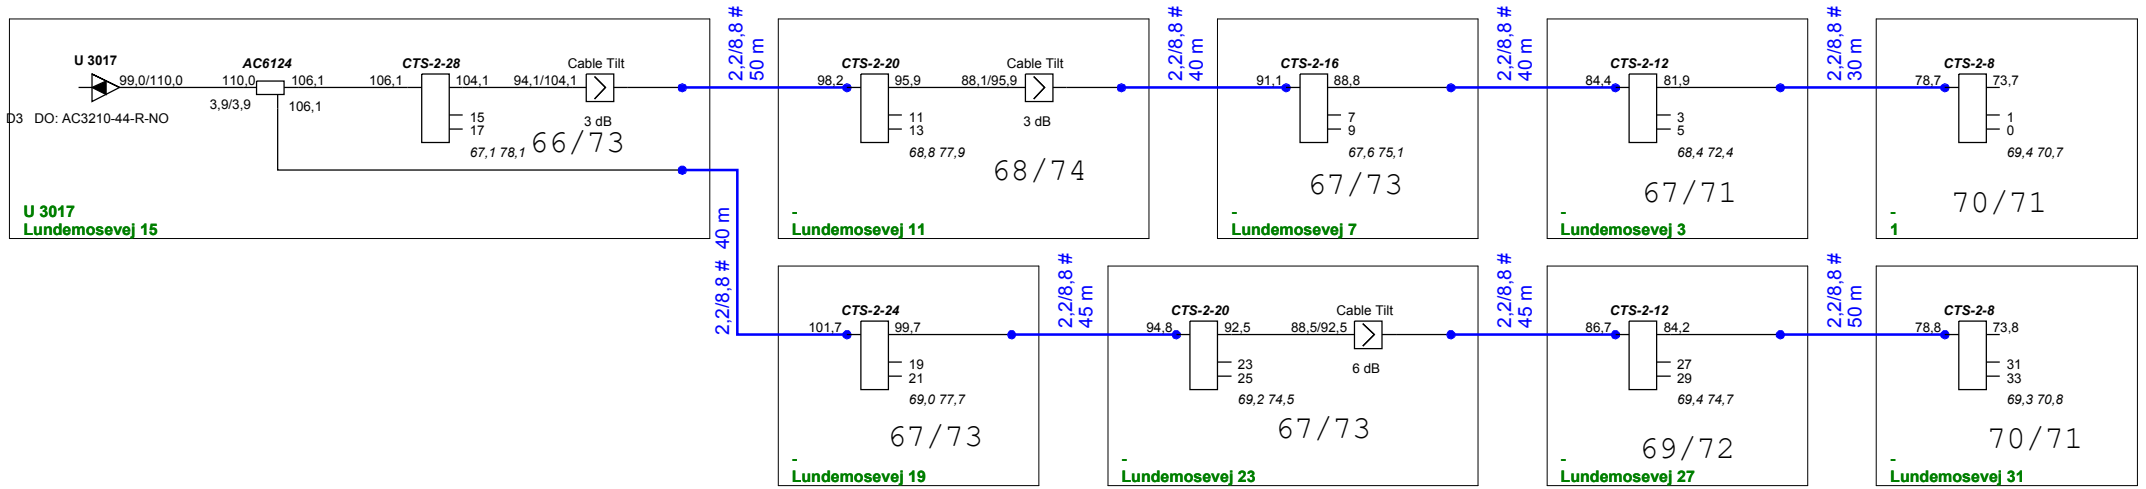 U 3017
99,0/110,0
D3 DO: AC3210-44-R-NO
AC6124
110,0
106,1
3,9/3,9
106,1
CTS-2-28
106,1
104,1
15
17
67,1 78,1
94,1/104,1
Cable Tilt
3 dB
66/73
U 3017
Lundemosevej 15
2,2/8,8 #
50 m
CTS-2-20
98,2
95,9
11
13
68,8 77,9
88,1/95,9
Cable Tilt
3 dB
68/74
-
Lundemosevej 11
2,2/8,8 #
40 m
CTS-2-16
91,1
88,8
7
9
67,6 75,1
67/73
-
Lundemosevej 7
2,2/8,8 #
40 m
CTS-2-12
84,4
81,9
3
5
68,4 72,4
67/71
-
Lundemosevej 3
2,2/8,8 #
30 m
CTS-2-8
78,7
73,7
1
0
69,4 70,7
70/71
-
1
2,2/8,8 # 40 m
CTS-2-24
101,7
99,7
19
21
69,0 77,7
67/73
-
Lundemosevej 19
2,2/8,8 #
45 m
CTS-2-20
94,8
92,5
23
25
69,2 74,5
88,5/92,5
Cable Tilt
6 dB
67/73
-
Lundemosevej 23
2,2/8,8 #
45 m
CTS-2-12
86,7
84,2
27
29
69,4 74,7
69/72
-
Lundemosevej 27
2,2/8,8 #
50 m
CTS-2-8
78,8
73,8
31
33
69,3 70,8
70/71
-
Lundemosevej 31